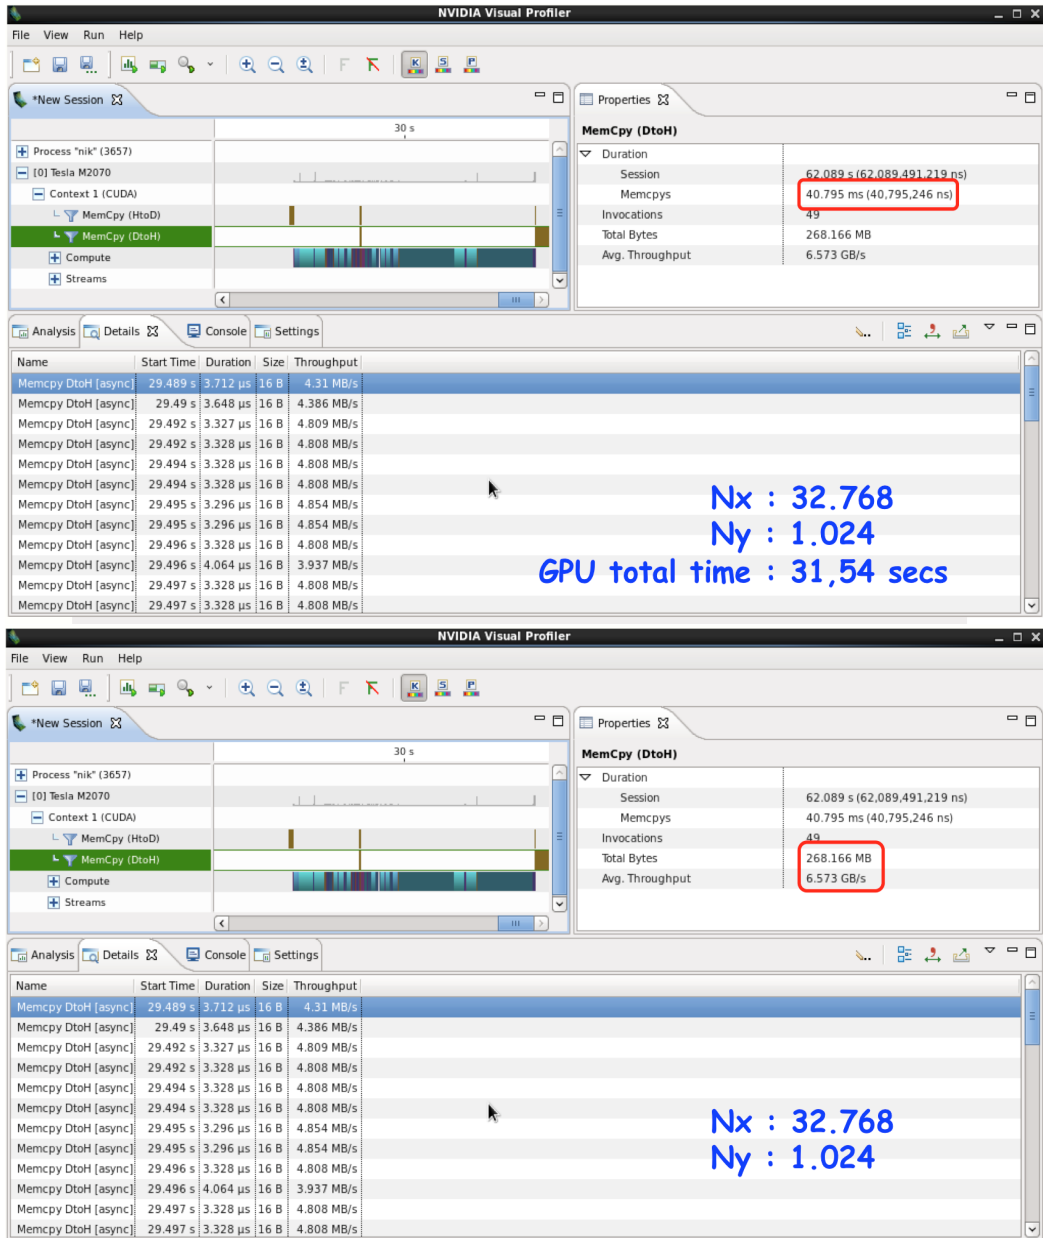 NVIDIA Visual Profiler
File View Run Help
K S P
*New Session
Properties
30 s
Process "nik" (3657)
[0] Tesla M2070
Context 1 (CUDA)
MemCpy (HtoD)
MemCpy (DtoH)
Compute
Streams
MemCpy (DtoH)
Duration
Session 62.089 s (62,089,491,219 ns)
Memcpys 40.795 ms (40,795,246 ns)
Invocations 49
Total Bytes 268.166 MB
Avg. Throughput 6.573 GB/s
Analysis Details Console Settings
Name Start Time Duration Size Throughput
Memcpy DtoH [async] 29.489 s 3.712 µs 16 B 4.31 MB/s
Memcpy DtoH [async] 29.49 s 3.648 µs 16 B 4.386 MB/s
Memcpy DtoH [async] 29.492 s 3.327 µs 16 B 4.809 MB/s
Memcpy DtoH [async] 29.492 s 3.328 µs 16 B 4.808 MB/s
Memcpy DtoH [async] 29.494 s 3.328 µs 16 B 4.808 MB/s
Memcpy DtoH [async] 29.494 s 3.328 µs 16 B 4.808 MB/s
Memcpy DtoH [async] 29.495 s 3.296 µs 16 B 4.854 MB/s
Memcpy DtoH [async] 29.495 s 3.296 µs 16 B 4.854 MB/s
Memcpy DtoH [async] 29.496 s 3.328 µs 16 B 4.808 MB/s
Memcpy DtoH [async] 29.496 s 4.064 µs 16 B 3.937 MB/s
Memcpy DtoH [async] 29.497 s 3.328 µs 16 B 4.808 MB/s
Memcpy DtoH [async] 29.497 s 3.328 µs 16 B 4.808 MB/s
Nx : 32.768
Ny : 1.024
GPU total time : 31,54 secs
NVIDIA Visual Profiler
File View Run Help
K S P
*New Session
Properties
30 s
Process "nik" (3657)
[0] Tesla M2070
Context 1 (CUDA)
MemCpy (HtoD)
MemCpy (DtoH)
Compute
Streams
MemCpy (DtoH)
Duration
Session 62.089 s (62,089,491,219 ns)
Memcpys 40.795 ms (40,795,246 ns)
Invocations 49
Total Bytes 268.166 MB
Avg. Throughput 6.573 GB/s
Analysis Details Console Settings
Name Start Time Duration Size Throughput
Memcpy DtoH [async] 29.489 s 3.712 µs 16 B 4.31 MB/s
Memcpy DtoH [async] 29.49 s 3.648 µs 16 B 4.386 MB/s
Memcpy DtoH [async] 29.492 s 3.327 µs 16 B 4.809 MB/s
Memcpy DtoH [async] 29.492 s 3.328 µs 16 B 4.808 MB/s
Memcpy DtoH [async] 29.494 s 3.328 µs 16 B 4.808 MB/s
Memcpy DtoH [async] 29.494 s 3.328 µs 16 B 4.808 MB/s
Memcpy DtoH [async] 29.495 s 3.296 µs 16 B 4.854 MB/s
Memcpy DtoH [async] 29.495 s 3.296 µs 16 B 4.854 MB/s
Memcpy DtoH [async] 29.496 s 3.328 µs 16 B 4.808 MB/s
Memcpy DtoH [async] 29.496 s 4.064 µs 16 B 3.937 MB/s
Memcpy DtoH [async] 29.497 s 3.328 µs 16 B 4.808 MB/s
Memcpy DtoH [async] 29.497 s 3.328 µs 16 B 4.808 MB/s
Nx : 32.768
Ny : 1.024